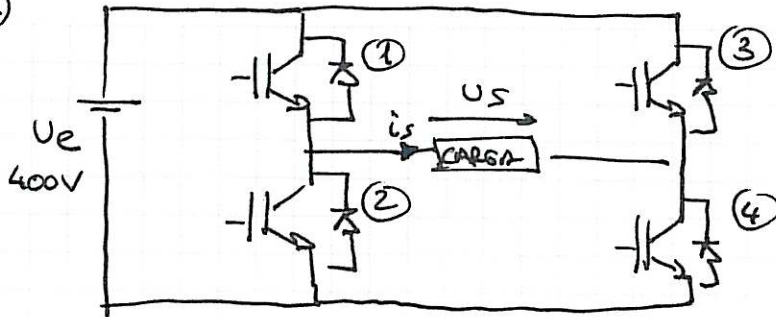 ① ③
Us
is
Ue
CARGA
400V
② ④